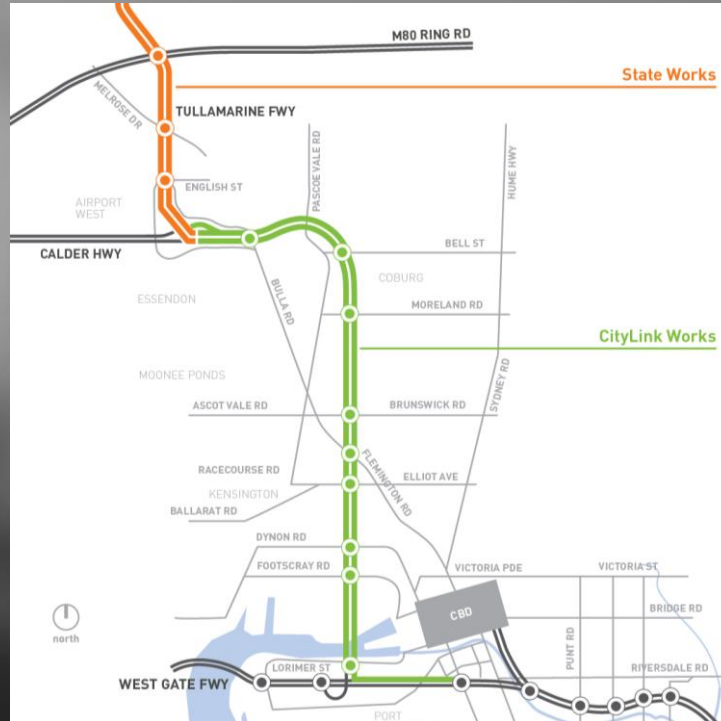 M80 RING RD
State Works
MELROSE DR
TULLAMARINE FWY
PASCOE VALE RD
HUME HWY
ENGLISH ST
AIRPORT
WEST
CALDER HWY
BELL ST
COBURG
BULLA RD
ESSENDON
MORELAND RD
CityLink Works
MOONEE PONDS
SYDNEY RD
ASCOT VALE RD
BRUNSWICK RD
FLEMINGTON RD
RACECOURSE RD
ELLIOT AVE
KENSINGTON
BALLARAT RD
DYNON RD
FOOTSCRAY RD
VICTORIA PDE
VICTORIA ST
CBD
BRIDGE RD
north
PUNT RD
LORIMER ST
RIVERSDALE RD
WEST GATE FWY
PORT